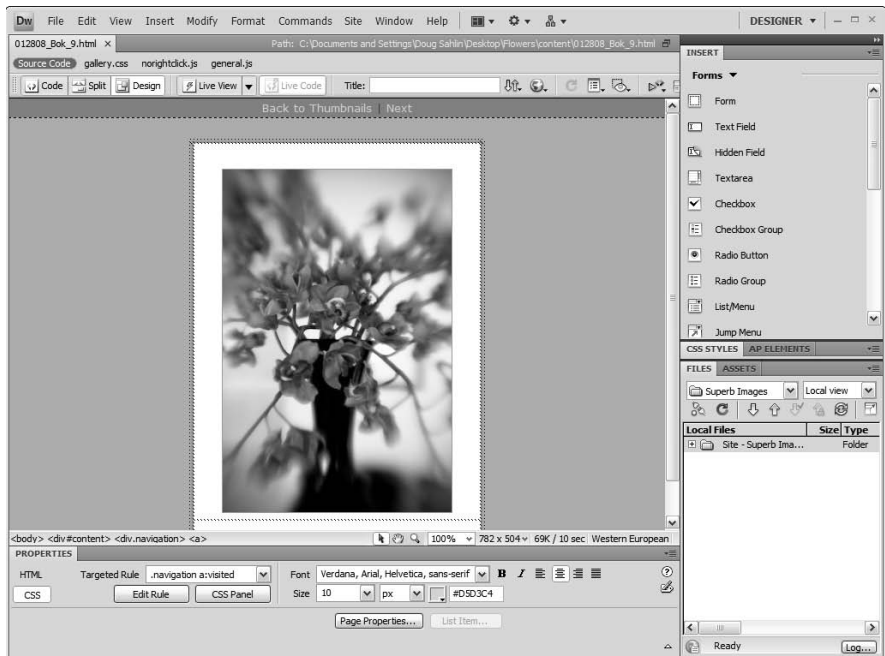 Dw File Edit View Insert Modify Format Commands Site Window Help DESIGNER
012808_Bok_9.html × Path: C:\Documents and Settings\Doug Sahlin\Desktop\Flowers\content\012808_Bok_9.html
Source Code gallery.css norightclick.js general.js
Code Split Design Live View Live Code Title:
Back to Thumbnails | Next
INSERT
Forms
Form
Text Field
Hidden Field
Textarea
Checkbox
Checkbox Group
Radio Button
Radio Group
List/Menu
Jump Menu
CSS STYLES AP ELEMENTS
FILES ASSETS
Superb Images Local view
Local Files Size Type
Site - Superb Ima... Folder
<body> <div#content> <div.navigation> <a> 100% 782 x 504 69K / 10 sec Western European
PROPERTIES
HTML Targeted Rule .navigation a:visited Font Verdana, Arial, Helvetica, sans-serif B I
CSS Edit Rule CSS Panel Size 10 px #D5D3C4
Page Properties... List Item...
Ready Log...